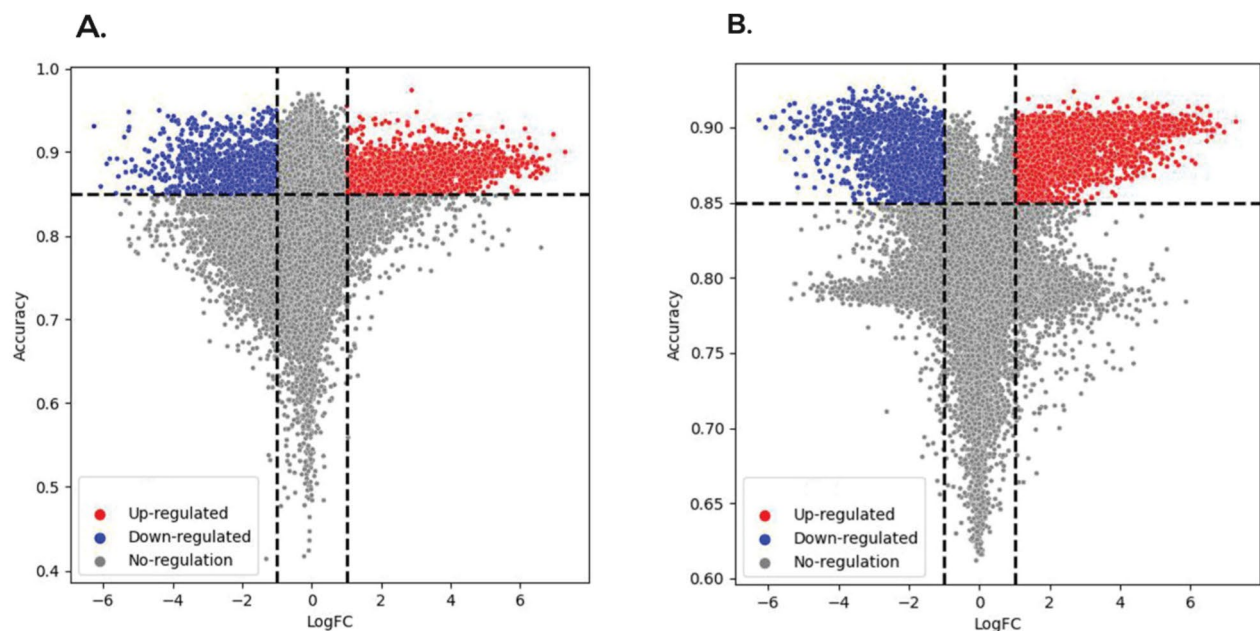 A.
B.
1.0
0.9
0.8
0.7
0.6
0.5
0.4
Accuracy
Up-regulated
Down-regulated
No-regulation
−6 −4 −2 0 2 4 6
LogFC
0.90
0.85
0.80
0.75
0.70
0.65
0.60
Accuracy
Up-regulated
Down-regulated
No-regulation
−6 −4 −2 0 2 4 6
LogFC